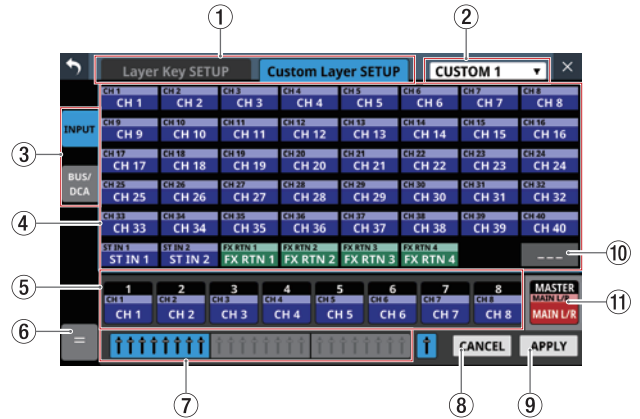 ① ②
Layer Key SETUP Custom Layer SETUP CUSTOM 1 ▼ ×
③ INPUT
BUS/
DCA
CH 1 CH 2 CH 3 CH 4 CH 5 CH 6 CH 7 CH 8
CH 1 CH 2 CH 3 CH 4 CH 5 CH 6 CH 7 CH 8
CH 9 CH 10 CH 11 CH 12 CH 13 CH 14 CH 15 CH 16
CH 9 CH 10 CH 11 CH 12 CH 13 CH 14 CH 15 CH 16
CH 17 CH 18 CH 19 CH 20 CH 21 CH 22 CH 23 CH 24
CH 17 CH 18 CH 19 CH 20 CH 21 CH 22 CH 23 CH 24
CH 25 CH 26 CH 27 CH 28 CH 29 CH 30 CH 31 CH 32
CH 25 CH 26 CH 27 CH 28 CH 29 CH 30 CH 31 CH 32
④ CH 33 CH 34 CH 35 CH 36 CH 37 CH 38 CH 39 CH 40
CH 33 CH 34 CH 35 CH 36 CH 37 CH 38 CH 39 CH 40
ST IN 1 ST IN 2 FX RTN 1 FX RTN 2 FX RTN 3 FX RTN 4
ST IN 1 ST IN 2 FX RTN 1 FX RTN 2 FX RTN 3 FX RTN 4 _ _ _ ⑩
⑤ 1 2 3 4 5 6 7 8 MASTER
CH 1 CH 2 CH 3 CH 4 CH 5 CH 6 CH 7 CH 8 MAIN L/R ⑪
CH 1 CH 2 CH 3 CH 4 CH 5 CH 6 CH 7 CH 8 MAIN L/R
⑥ = CANCEL APPLY
⑦ ⑧ ⑨